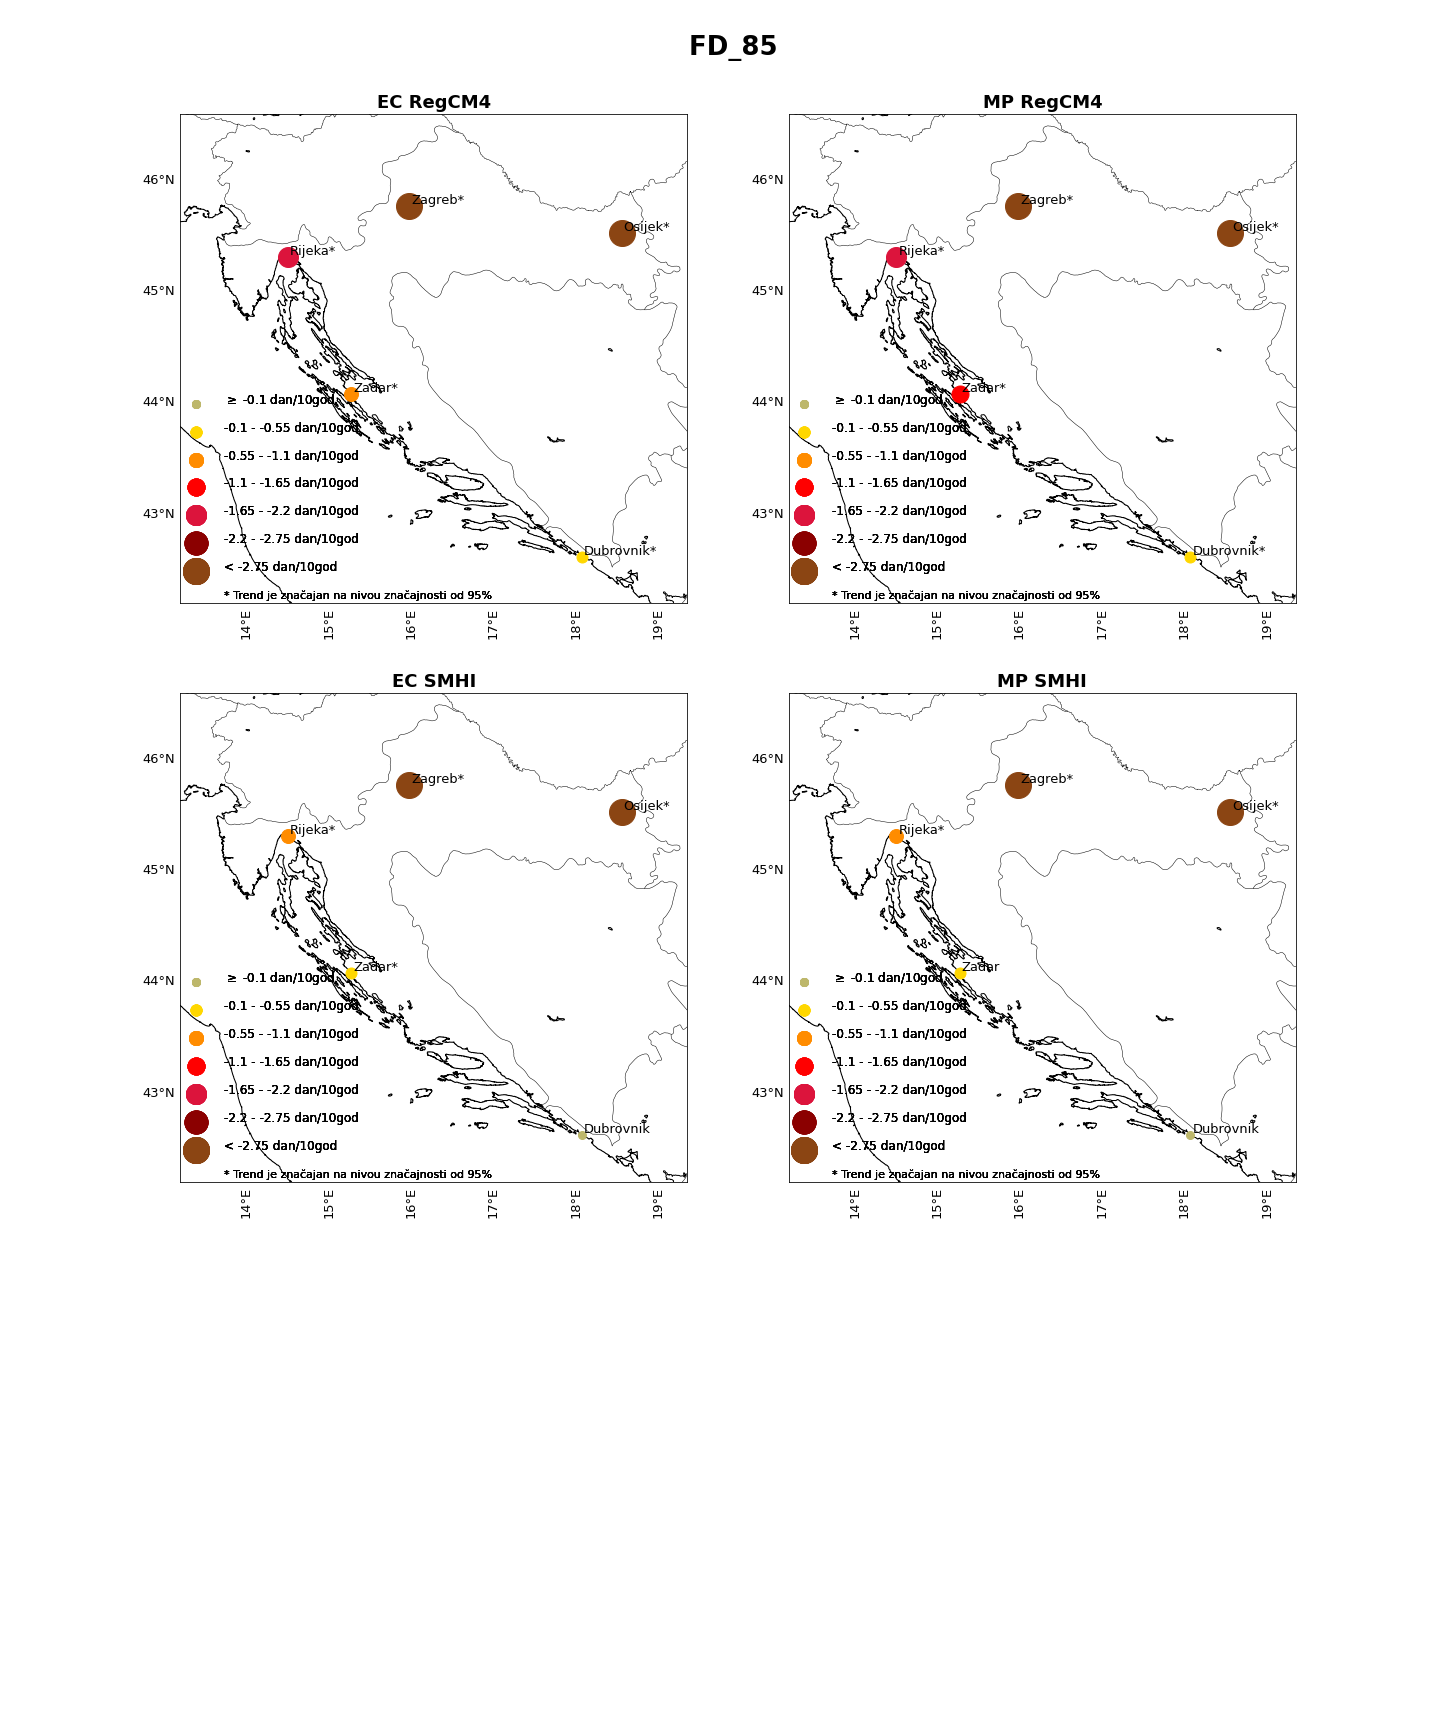 FD_85
EC RegCM4
46°N
45°N
44°N
43°N
Zagreb*
Osijek*
Rijeka*
Zadar*
Dubrovnik*
≥ -0.1 dan/10god
-0.1 - -0.55 dan/10god
-0.55 - -1.1 dan/10god
-1.1 - -1.65 dan/10god
-1.65 - -2.2 dan/10god
-2.2 - -2.75 dan/10god
< -2.75 dan/10god
* Trend je značajan na nivou značajnosti od 95%
14°E 15°E 16°E 17°E 18°E 19°E
MP RegCM4
46°N
45°N
44°N
43°N
Zagreb*
Osijek*
Rijeka*
Zadar*
Dubrovnik*
≥ -0.1 dan/10god
-0.1 - -0.55 dan/10god
-0.55 - -1.1 dan/10god
-1.1 - -1.65 dan/10god
-1.65 - -2.2 dan/10god
-2.2 - -2.75 dan/10god
< -2.75 dan/10god
* Trend je značajan na nivou značajnosti od 95%
14°E 15°E 16°E 17°E 18°E 19°E
EC SMHI
46°N
45°N
44°N
43°N
Zagreb*
Osijek*
Rijeka*
Zadar*
Dubrovnik
≥ -0.1 dan/10god
-0.1 - -0.55 dan/10god
-0.55 - -1.1 dan/10god
-1.1 - -1.65 dan/10god
-1.65 - -2.2 dan/10god
-2.2 - -2.75 dan/10god
< -2.75 dan/10god
* Trend je značajan na nivou značajnosti od 95%
14°E 15°E 16°E 17°E 18°E 19°E
MP SMHI
46°N
45°N
44°N
43°N
Zagreb*
Osijek*
Rijeka*
Zadar
Dubrovnik
≥ -0.1 dan/10god
-0.1 - -0.55 dan/10god
-0.55 - -1.1 dan/10god
-1.1 - -1.65 dan/10god
-1.65 - -2.2 dan/10god
-2.2 - -2.75 dan/10god
< -2.75 dan/10god
* Trend je značajan na nivou značajnosti od 95%
14°E 15°E 16°E 17°E 18°E 19°E